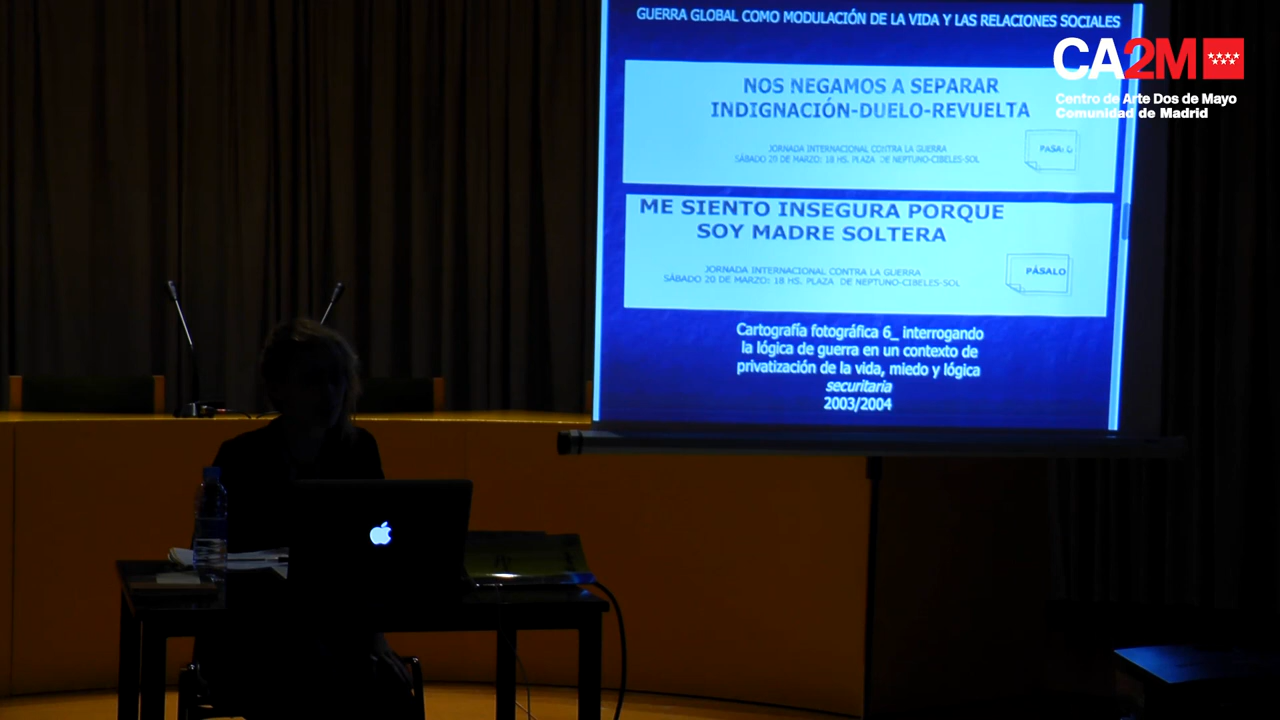 GUERRA GLOBAL COMO MODULACIÓN DE LA VIDA Y LAS RELACIONES SOCIALES
CA2M
Centro de Arte Dos de Mayo
Comunidad de Madrid
NOS NEGAMOS A SEPARAR
INDIGNACIÓN-DUELO-REVUELTA
JORNADA INTERNACIONAL CONTRA LA GUERRA
SÁBADO 20 DE MARZO: 18 HS. PLAZA DE NEPTUNO-CIBELES-SOL
ME SIENTO INSEGURA PORQUE
SOY MADRE SOLTERA
JORNADA INTERNACIONAL CONTRA LA GUERRA
SÁBADO 20 DE MARZO: 18 HS. PLAZA DE NEPTUNO-CIBELES-SOL
PÁSALO
Cartografía fotográfica 6_ interrogando
la lógica de guerra en un contexto de
privatización de la vida, miedo y lógica
securitaria
2003/2004